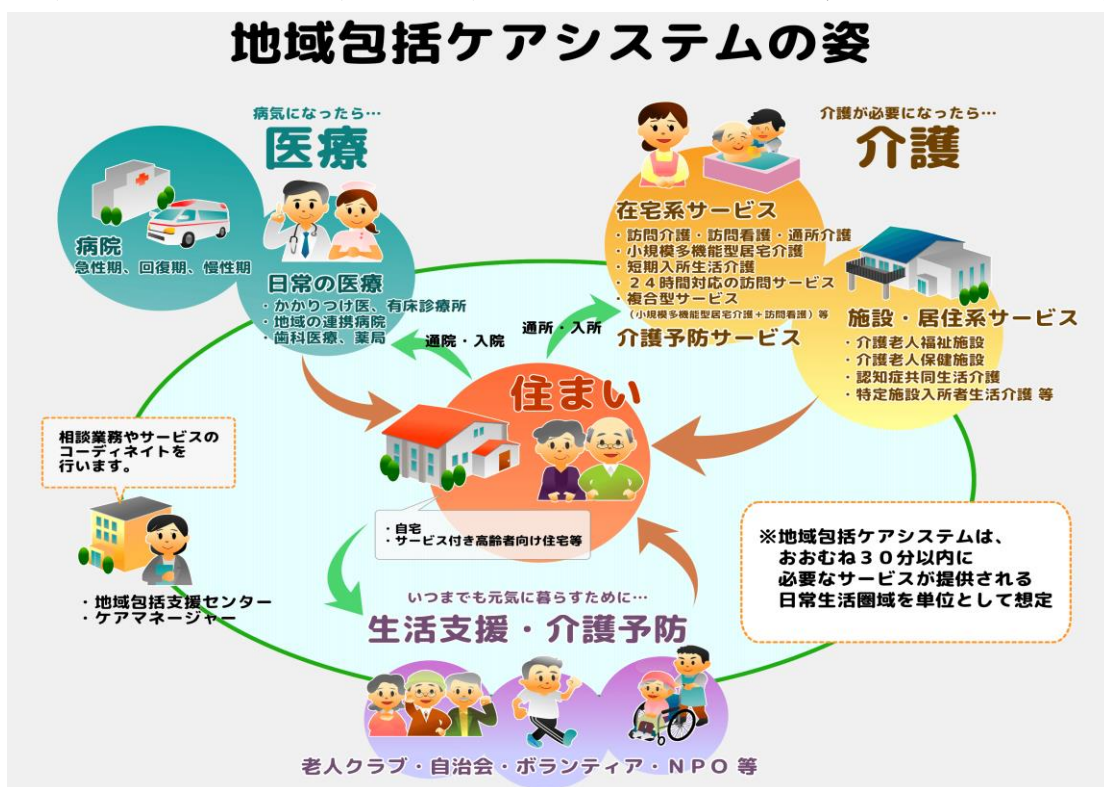 地域包括ケアシステムの姿
病気になったら…
医療
病院
急性期、回復期、慢性期
日常の医療
・かかりつけ医、有床診療所
・地域の連携病院
・歯科医療、薬局
通院・入院
通所・入所
介護が必要になったら…
介護
在宅系サービス
・訪問介護・訪問看護・通所介護
・小規模多機能型居宅介護
・短期入所生活介護
・２４時間対応の訪問サービス
・複合型サービス
（小規模多機能型居宅介護＋訪問看護）等
介護予防サービス
施設・居住系サービス
・介護老人福祉施設
・介護老人保健施設
・認知症共同生活介護
・特定施設入所者生活介護 等
住まい
・自宅
・サービス付き高齢者向け住宅等
相談業務やサービスの
コーディネイトを
行います。
・地域包括支援センター
・ケアマネージャー
※地域包括ケアシステムは、
おおむね３０分以内に
必要なサービスが提供される
日常生活圏域を単位として想定
いつまでも元気に暮らすために…
生活支援・介護予防
老人クラブ・自治会・ボランティア・ＮＰＯ 等